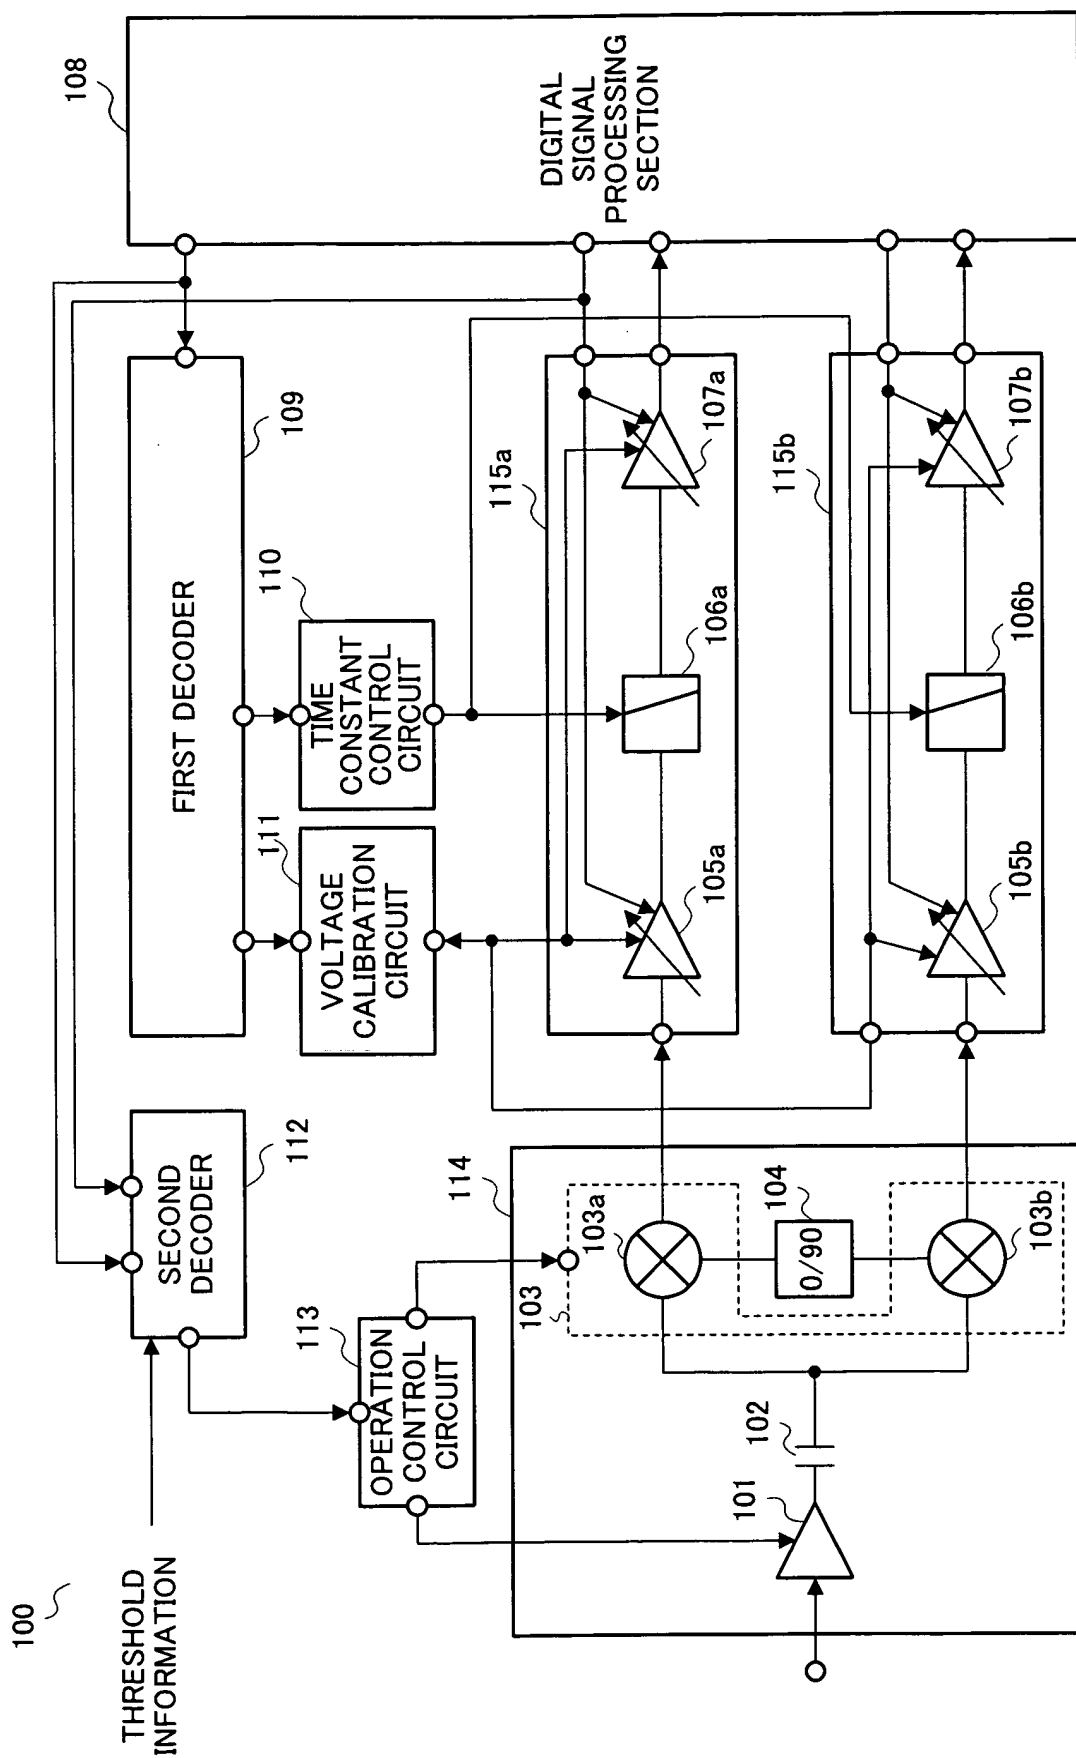 100
THRESHOLD
INFORMATION
SECOND
DECODER
112
FIRST DECODER
109
108
DIGITAL
SIGNAL
PROCESSING
SECTION
113
OPERATION
CONTROL
CIRCUIT
111
VOLTAGE
CALIBRATION
CIRCUIT
110
TIME
CONSTANT
CONTROL
CIRCUIT
114
103
103a
104
0/90
103b
101
102
115a
105a
106a
107a
115b
105b
106b
107b